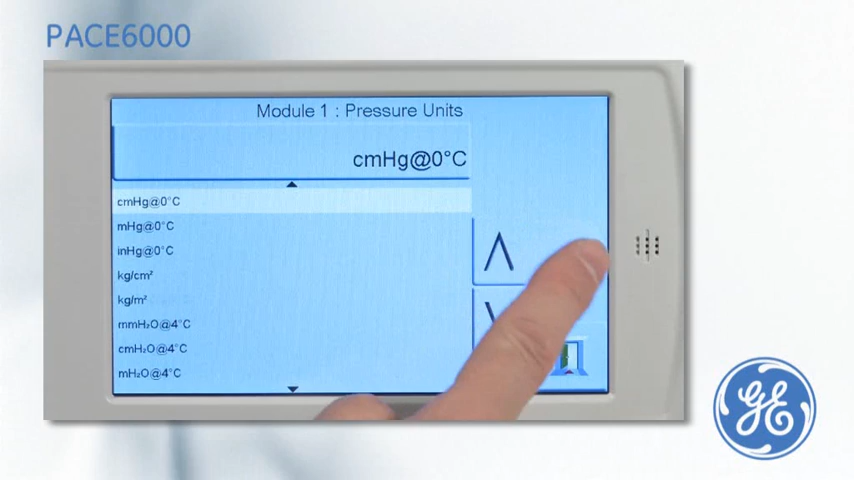 PACE6000
Module 1 : Pressure Units
cmHg@0°C
cmHg@0°C
mHg@0°C
inHg@0°C
kg/cm²
kg/m²
mmH₂O@4°C
cmH₂O@4°C
mH₂O@4°C
GE